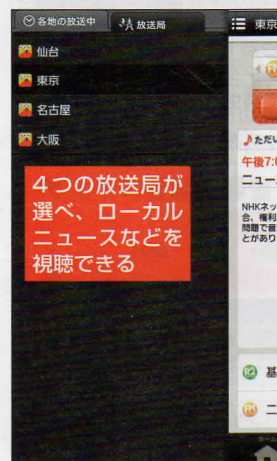 各地の放送中
放送局
仙台
東京
名古屋
大阪
4つの放送局が
選べ、ローカル
ニュースなどを
視聴できる
東京
ただい
午後7:0
ニュー
NHKネッ
合、権利
問題で音
とがあり
R2 基
ニ